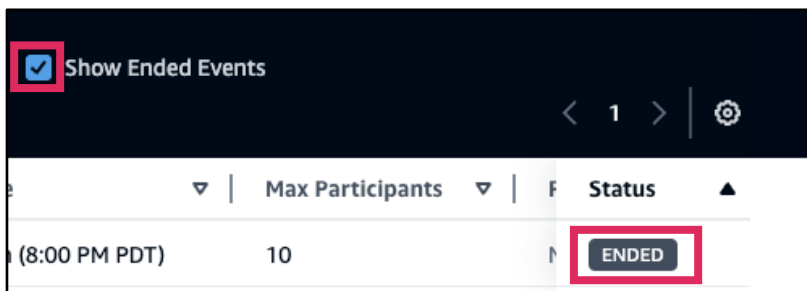 Show Ended Events
1
Max Participants Status
(8:00 PM PDT) 10 ENDED